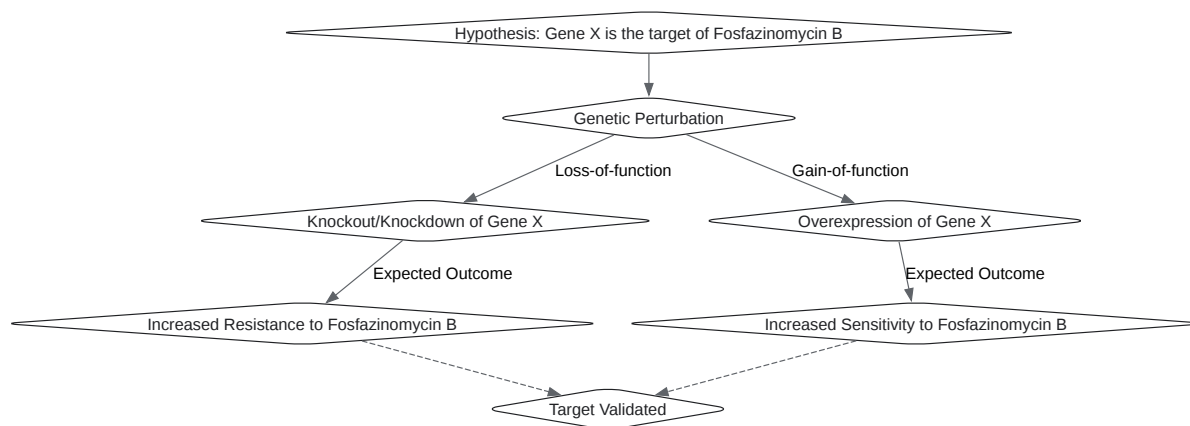 Hypothesis: Gene X is the target of Fosfazinomycin B
Genetic Perturbation
Loss-of-function
Gain-of-function
Knockout/Knockdown of Gene X
Overexpression of Gene X
Expected Outcome
Expected Outcome
Increased Resistance to Fosfazinomycin B
Increased Sensitivity to Fosfazinomycin B
Target Validated